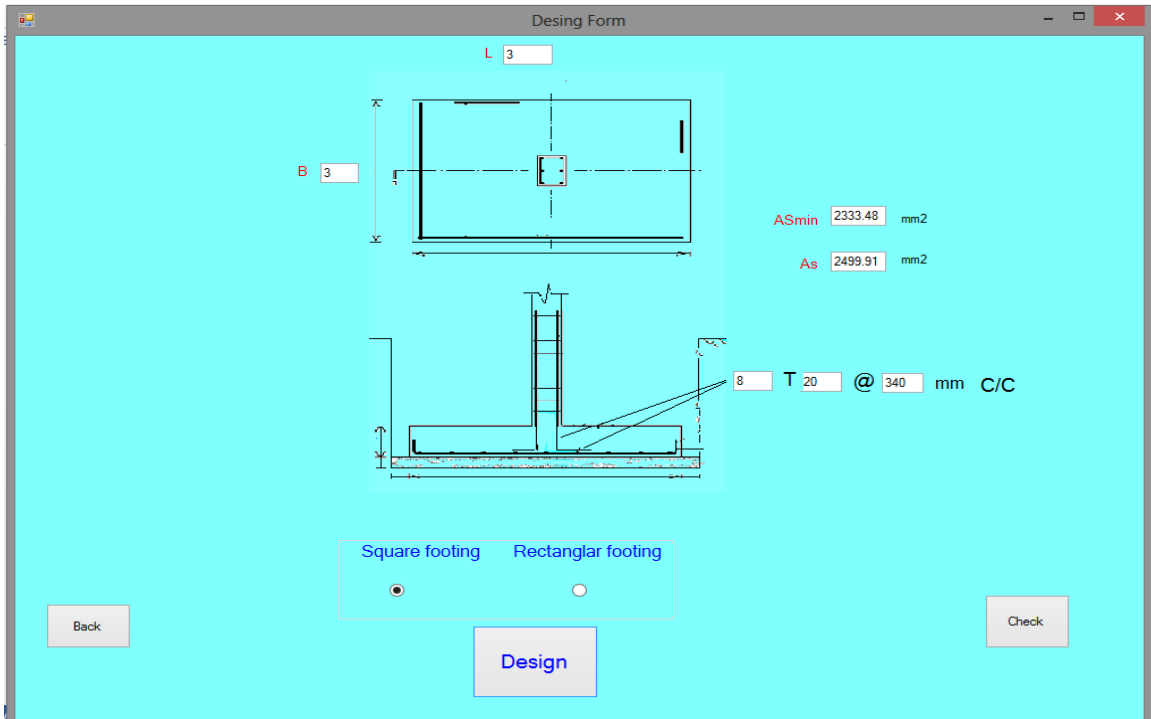 Desing Form
L 3
B 3
ASmin 2333.48 mm2
As 2499.91 mm2
8 T 20 @ 340 mm C/C
Square footing Rectanglar footing
Back
Check
Design